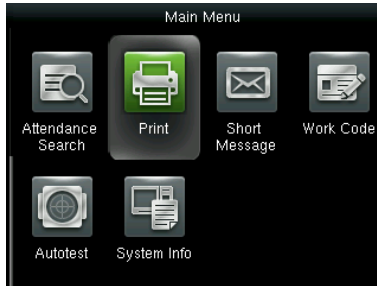 Main Menu
Attendance
Search
Print
Short
Message
Work Code
Autotest
System Info